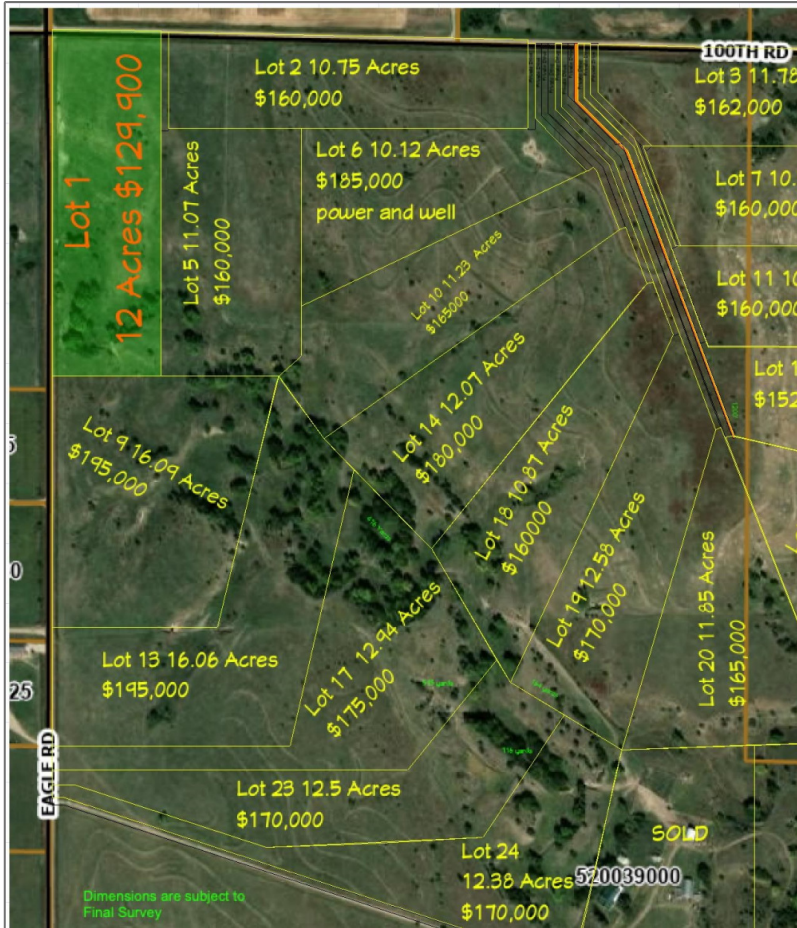 100TH RD
Lot 2 10.75 Acres
$160,000
Lot 3 11.78
$162,000
Lot 1
12 Acres $129,900
Lot 5 11.07 Acres
$160,000
Lot 6 10.12 Acres
$185,000
power and well
Lot 7 10.
$160,000
Lot 10 11.23 Acres
$165000
Lot 11 10
$160,000
Lot 1
$152
Lot 9 16.09 Acres
$195,000
Lot 14 12.07 Acres
$180,000
Lot 18 10.87 Acres
$160000
Lot 19 12.58 Acres
$170,000
Lot 20 11.85 Acres
$165,000
Lot 13 16.06 Acres
$195,000
Lot 17 12.94 Acres
$175,000
25
EAGLE RD
Lot 23 12.5 Acres
$170,000
SOLD
Lot 24
12.38 Acres
$170,000
520039000
Dimensions are subject to
Final Survey